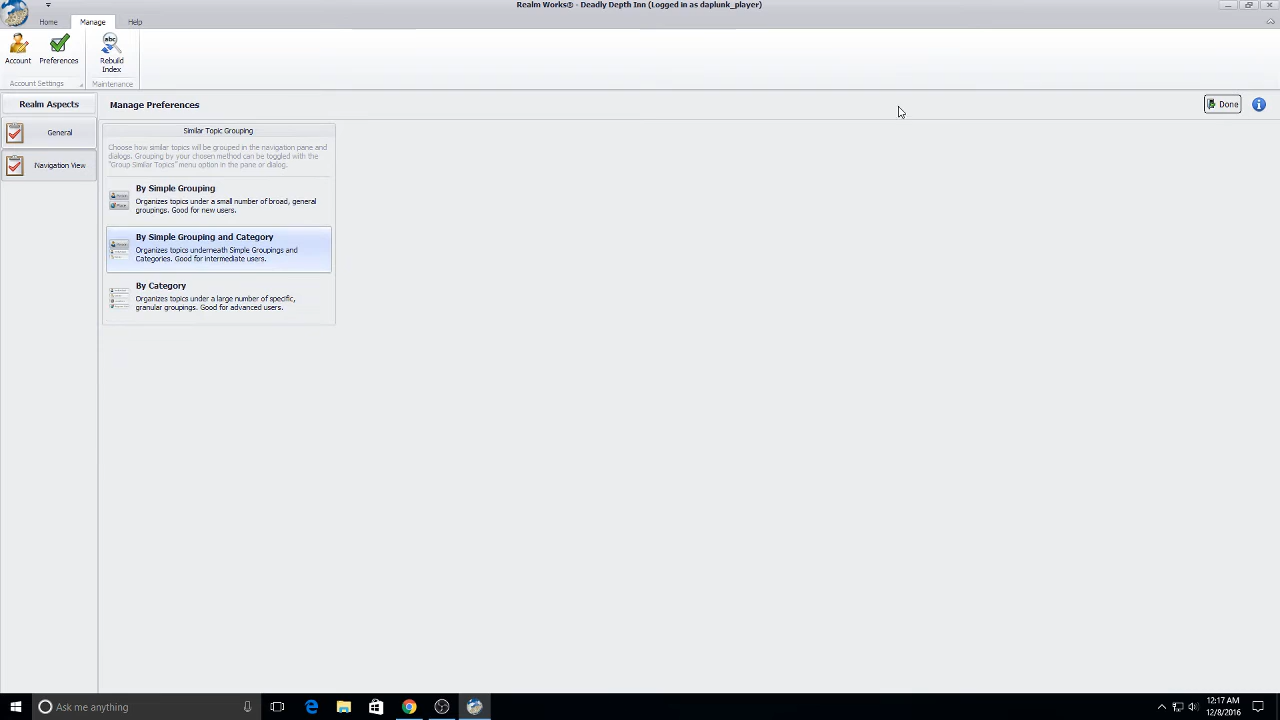 Realm Works® - Deadly Depth Inn (Logged in as daplunk_player)
Home Manage Help
Account Preferences Rebuild Index
Account Settings Maintenance
Realm Aspects
General
Navigation View
Manage Preferences
Done
Similar Topic Grouping
Choose how similar topics will be grouped in the navigation pane and
dialogs. Grouping by your chosen method can be toggled with the
"Group Similar Topics" menu option in the pane or dialog.
By Simple Grouping
Organizes topics under a small number of broad, general
groupings. Good for new users.
By Simple Grouping and Category
Organizes topics underneath Simple Groupings and
Categories. Good for intermediate users.
By Category
Organizes topics under a large number of specific,
granular groupings. Good for advanced users.
Ask me anything
12:17 AM
12/8/2016